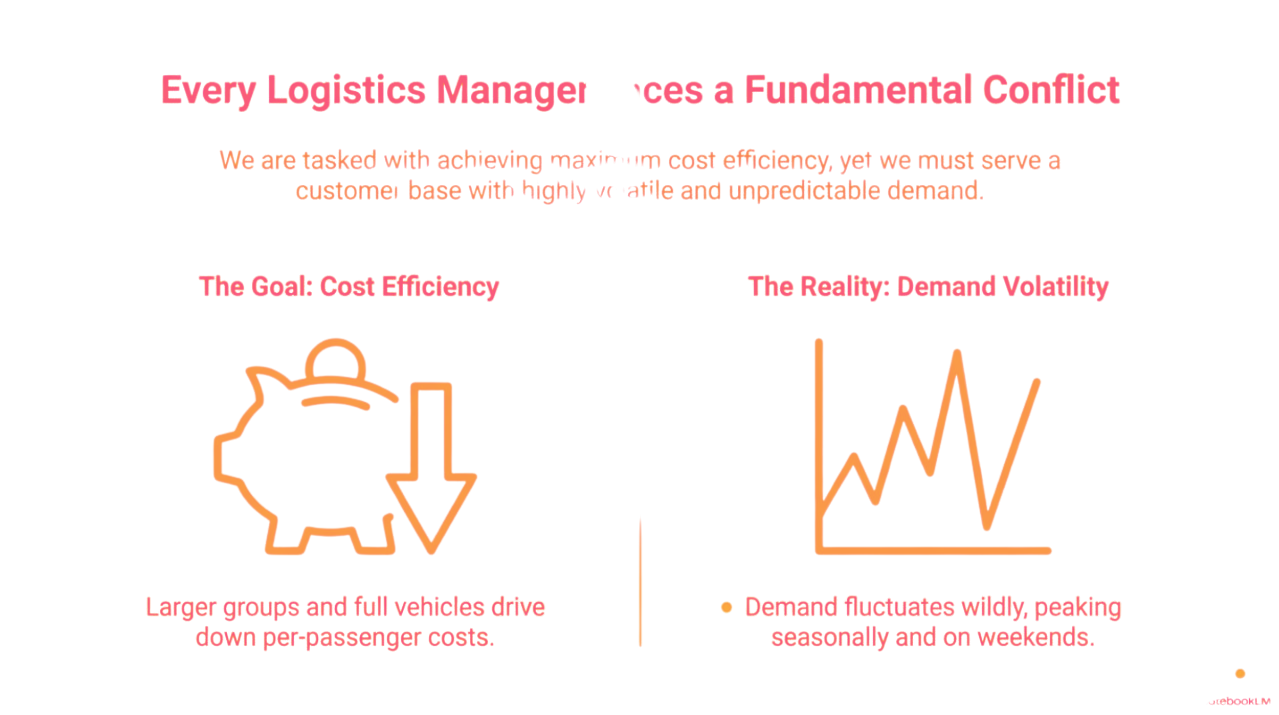 Every Logistics Manager a Fundamental Conflict
We are tasked with achieving maximum cost efficiency, yet we must serve a
customer base with highly volatile and unpredictable demand.
The Goal: Cost Efficiency
The Reality: Demand Volatility
Larger groups and full vehicles drive
down per-passenger costs.
Demand fluctuates wildly, peaking
seasonally and on weekends.